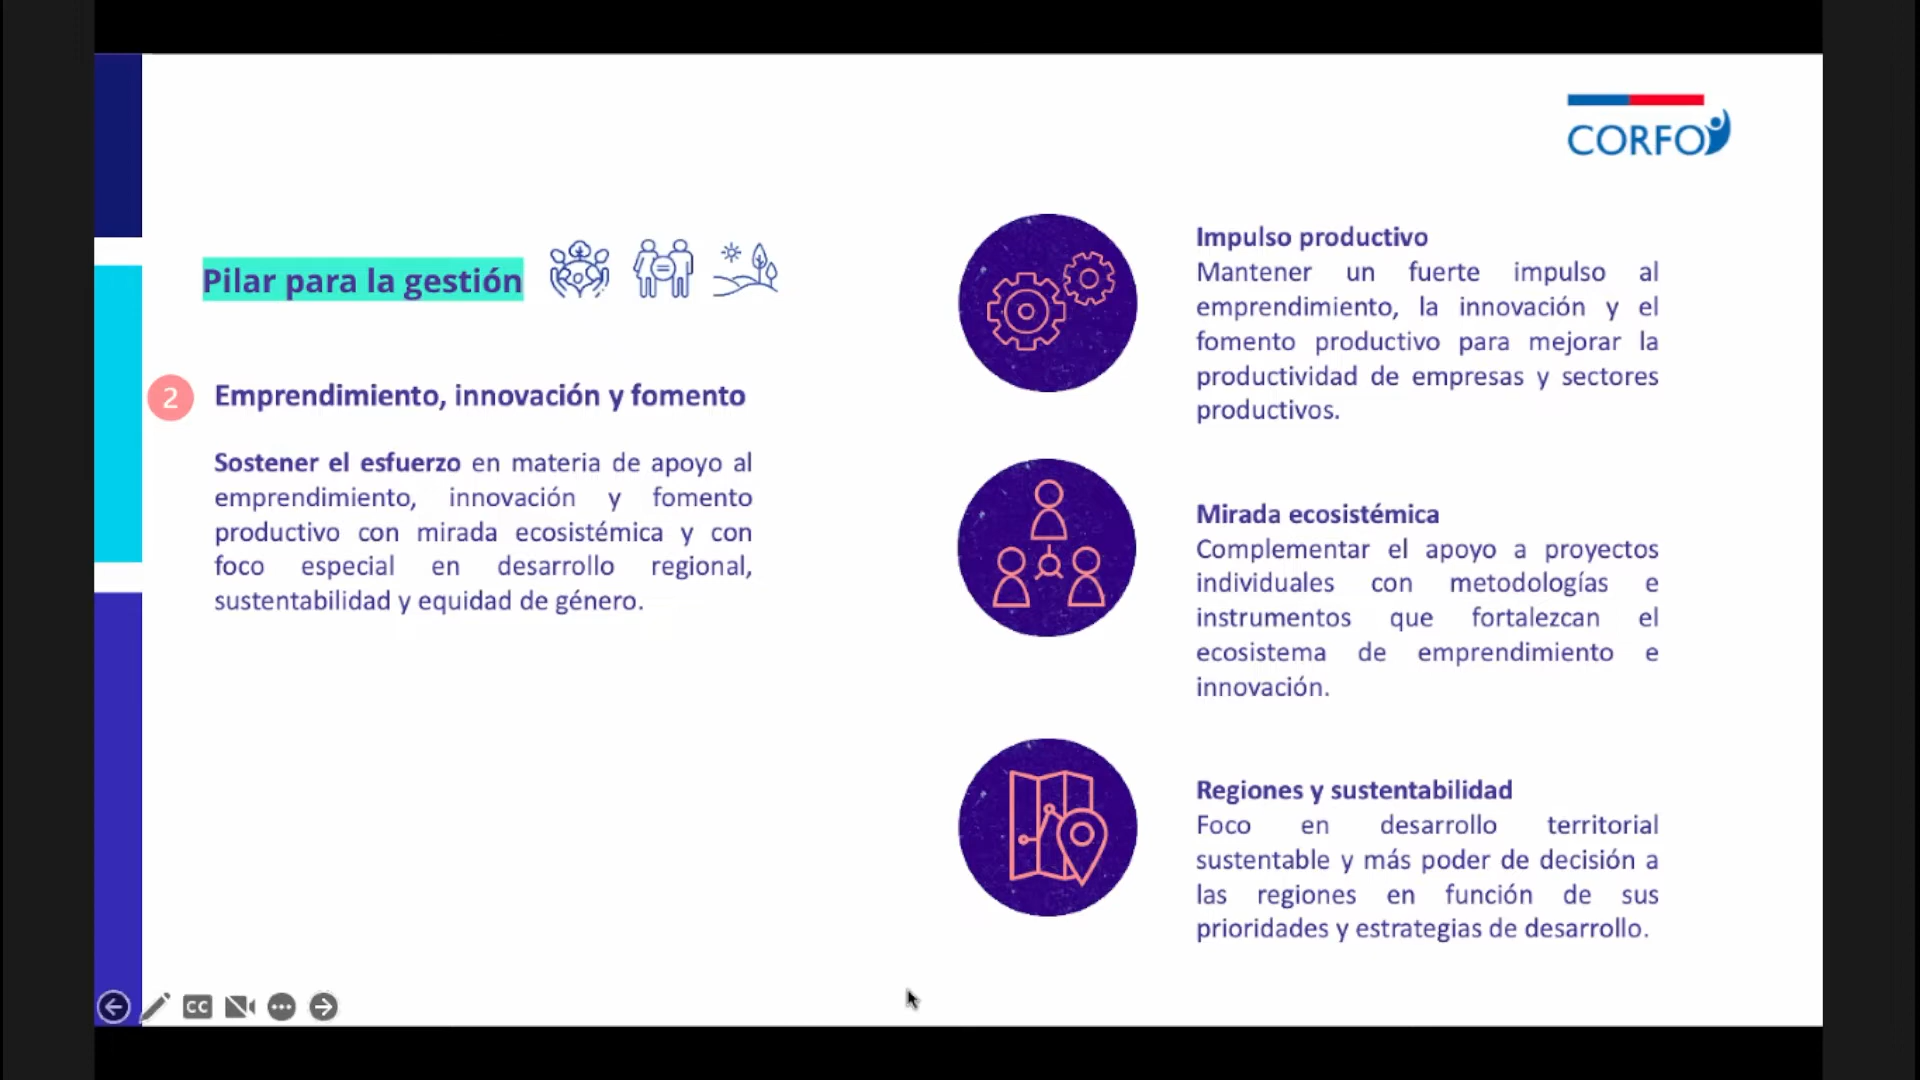 CORFO
Pilar para la gestión
2
Emprendimiento, innovación y fomento
Sostener el esfuerzo en materia de apoyo al
emprendimiento, innovación y fomento
productivo con mirada ecosistémica y con
foco especial en desarrollo regional,
sustentabilidad y equidad de género.
Impulso productivo
Mantener un fuerte impulso al
emprendimiento, la innovación y el
fomento productivo para mejorar la
productividad de empresas y sectores
productivos.
Mirada ecosistémica
Complementar el apoyo a proyectos
individuales con metodologías e
instrumentos que fortalezcan el
ecosistema de emprendimiento e
innovación.
Regiones y sustentabilidad
Foco en desarrollo territorial
sustentable y más poder de decisión a
las regiones en función de sus
prioridades y estrategias de desarrollo.
CC